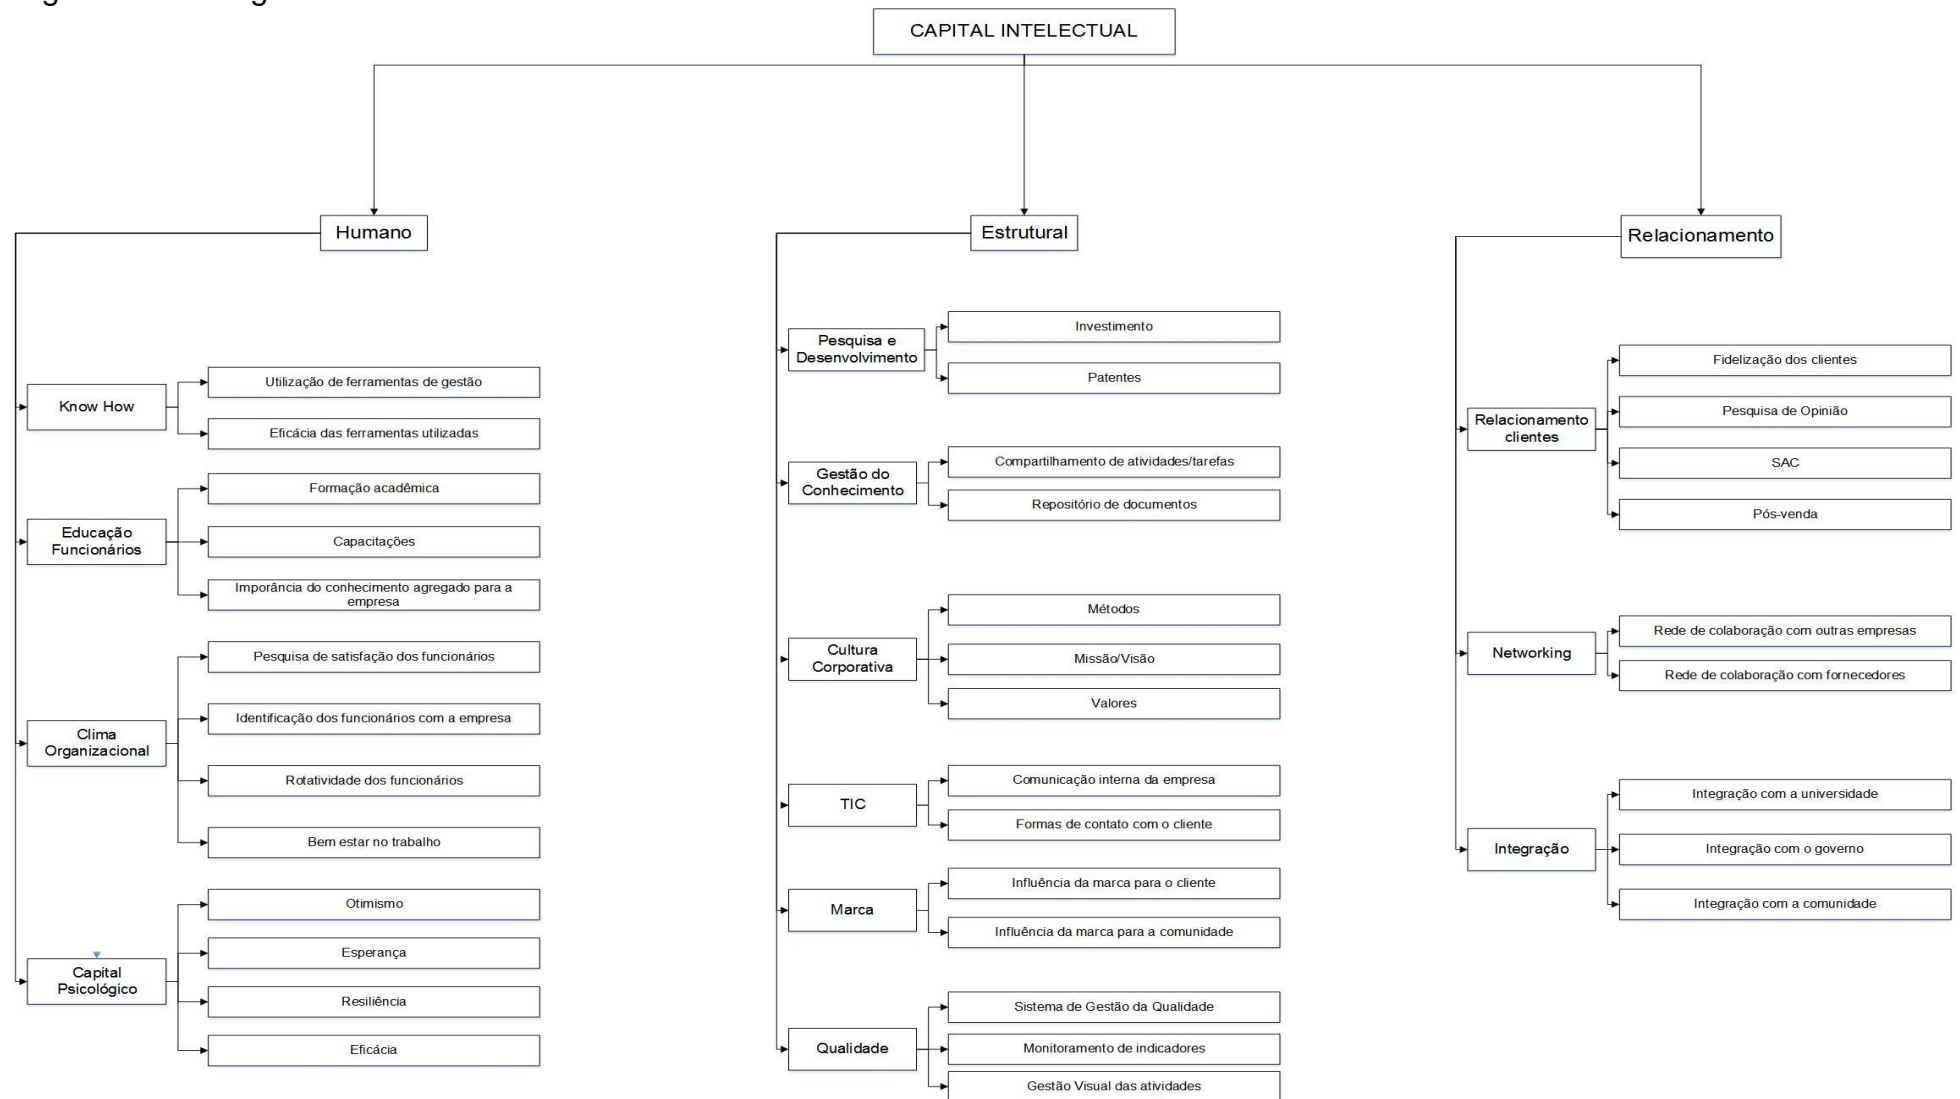 CAPITAL INTELECTUAL
Humano
Know How
Utilização de ferramentas de gestão
Eficácia das ferramentas utilizadas
Educação
Funcionários
Formação acadêmica
Capacitações
Imporância do conhecimento agregado para a
empresa
Clima
Organizacional
Pesquisa de satisfação dos funcionários
Identificação dos funcionários com a empresa
Rotatividade dos funcionários
Bem estar no trabalho
Capital
Psicológico
Otimismo
Esperança
Resiliência
Eficácia
Estrutural
Pesquisa e
Desenvolvimento
Investimento
Patentes
Gestão do
Conhecimento
Compartilhamento de atividades/tarefas
Repositório de documentos
Cultura
Corporativa
Métodos
Missão/Visão
Valores
TIC
Comunicação interna da empresa
Formas de contato com o cliente
Marca
Influência da marca para o cliente
Influência da marca para a comunidade
Qualidade
Sistema de Gestão da Qualidade
Monitoramento de indicadores
Gestão Visual das atividades
Relacionamento
Relacionamento
clientes
Fidelização dos clientes
Pesquisa de Opinião
SAC
Pós-venda
Networking
Rede de colaboração com outras empresas
Rede de colaboração com fornecedores
Integração
Integração com a universidade
Integração com o governo
Integração com a comunidade